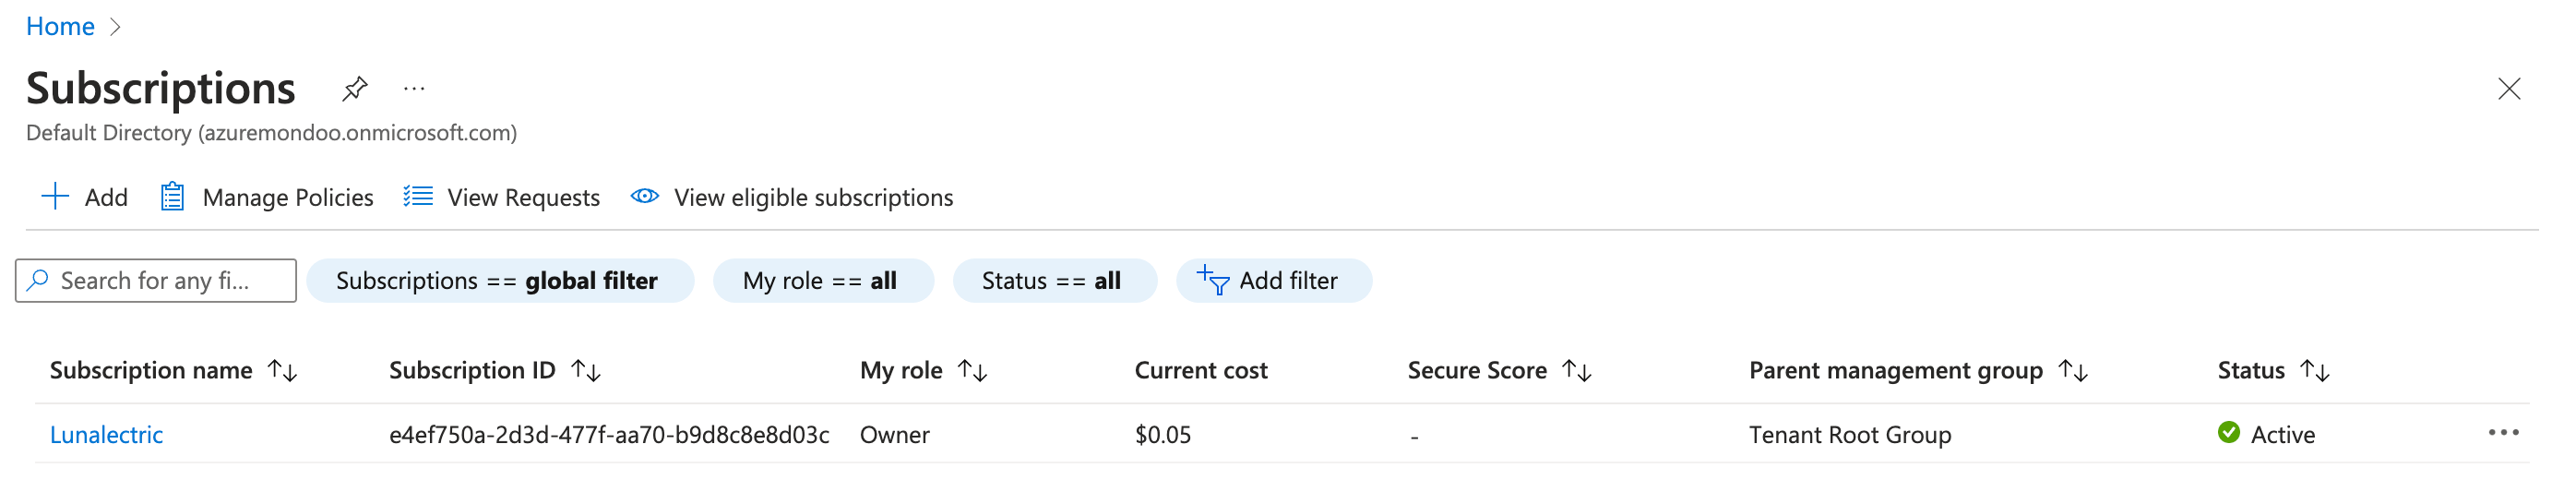 Home
Subscriptions
Default Directory (azuremondoo.onmicrosoft.com)
Add Manage Policies View Requests View eligible subscriptions
Search for any fi... Subscriptions == global filter My role == all Status == all Add filter
Subscription name Subscription ID My role Current cost Secure Score Parent management group Status
Lunalectric e4ef750a-2d3d-477f-aa70-b9d8c8e8d03c Owner $0.05 - Tenant Root Group Active